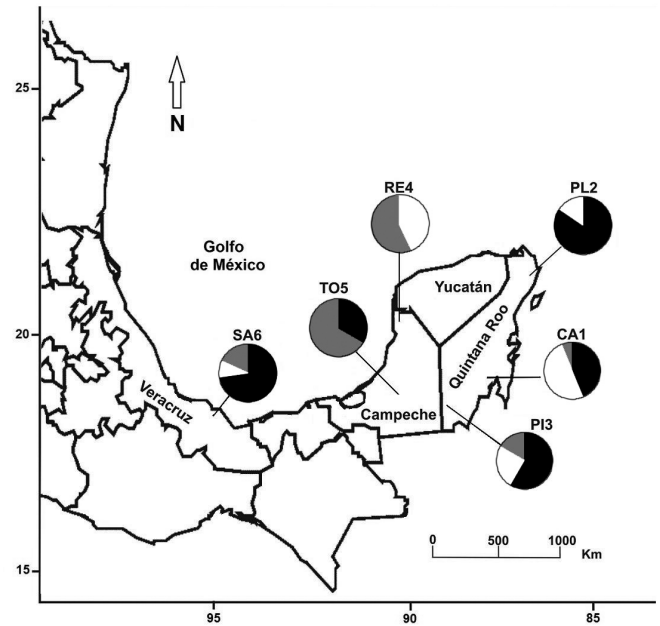 25
20
15
95
90
85
N
Golfo
de México
RE4
PL2
TO5
Yucatán
SA6
CA1
Quintana Roo
Veracruz
Campeche
PI3
0 500 1000
Km